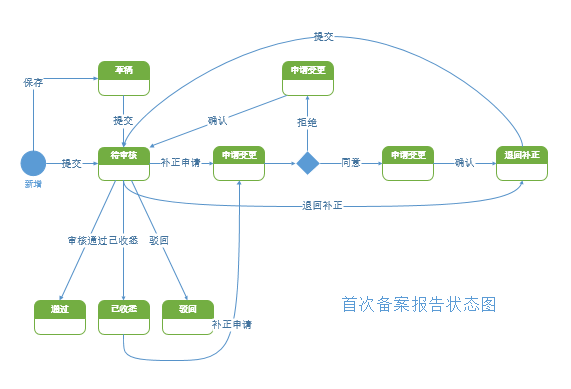 提交
草稿
申请变更
保存
提交
确认
拒绝
待审核
申请变更
申请变更
退回补正
提交
补正申请
同意
确认
新增
退回补正
审核通过
已收悉
驳回
通过
已收悉
驳回
补正申请
首次备案报告状态图